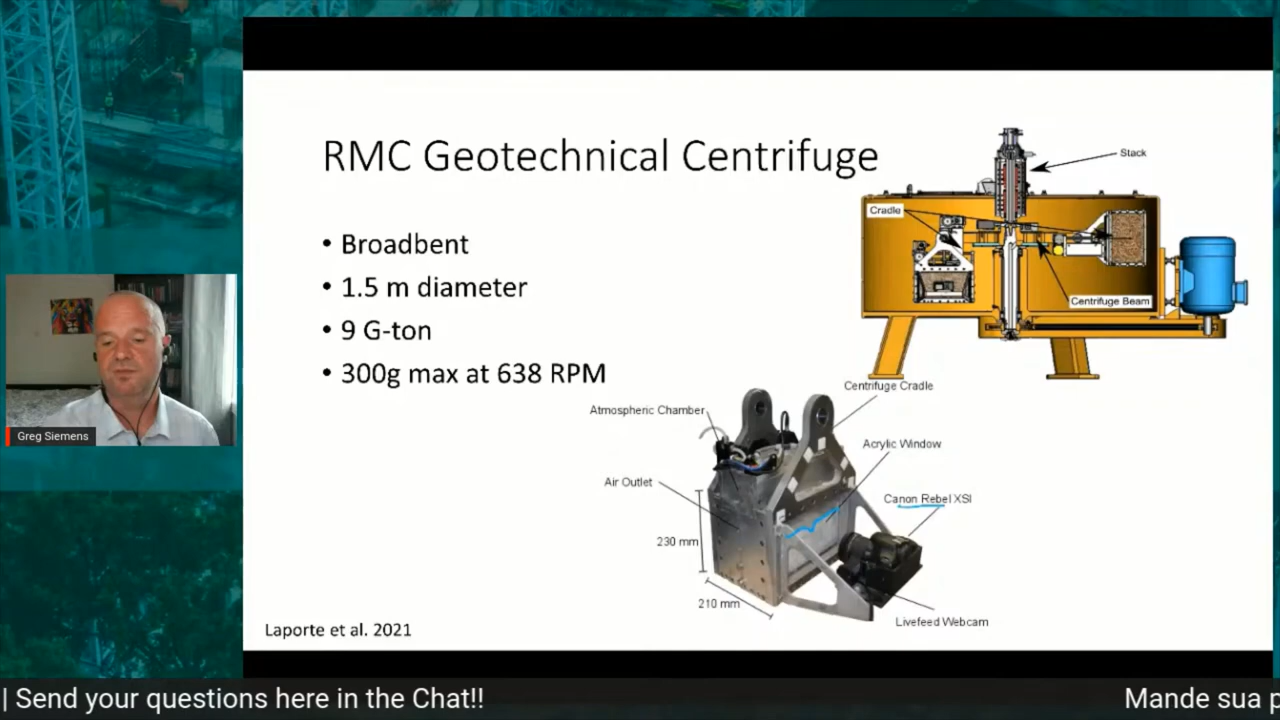 RMC Geotechnical Centrifuge
• Broadbent
• 1.5 m diameter
• 9 G-ton
• 300g max at 638 RPM
Stack
Cradle
Centrifuge Beam
Centrifuge Cradle
Atmospheric Chamber
Acrylic Window
Air Outlet
Canon Rebel XSI
230 mm
210 mm
Livefeed Webcam
Laporte et al. 2021
Greg Siemens
| Send your questions here in the Chat!!
Mande sua p